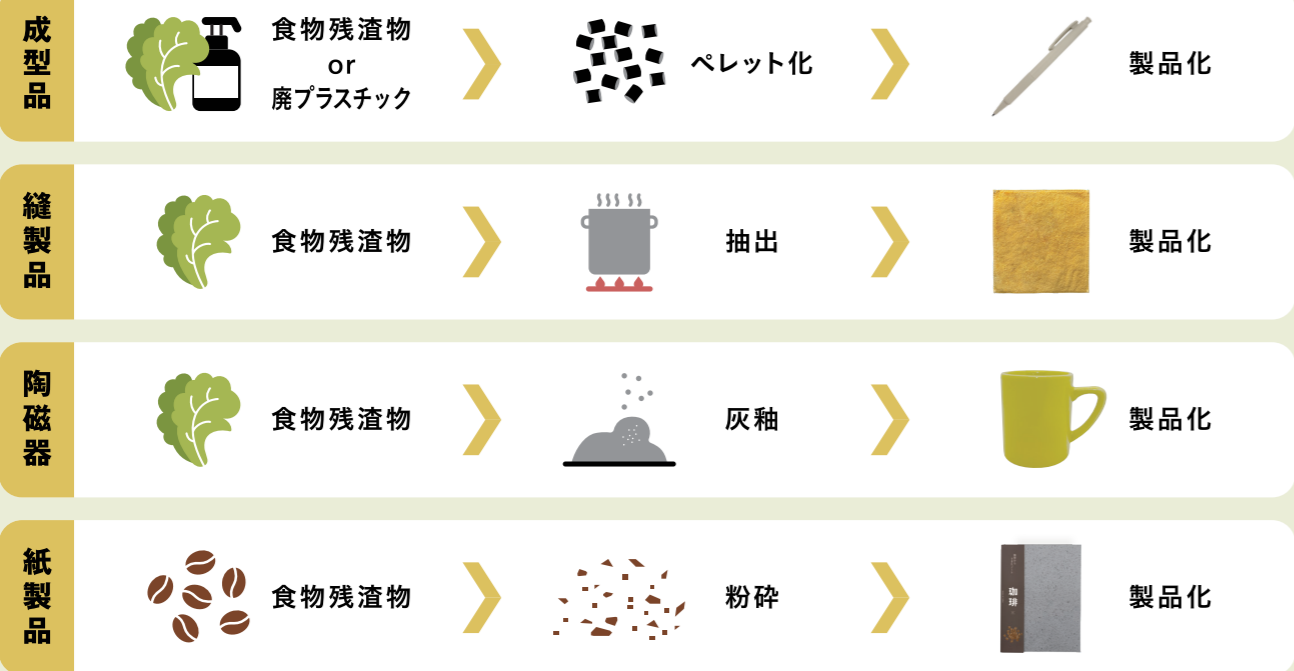 成型品
食物残渣物
or
廃プラスチック
ペレット化
製品化
縫製品
食物残渣物
抽出
製品化
陶磁器
食物残渣物
灰釉
製品化
紙製品
食物残渣物
粉砕
珈琲
製品化